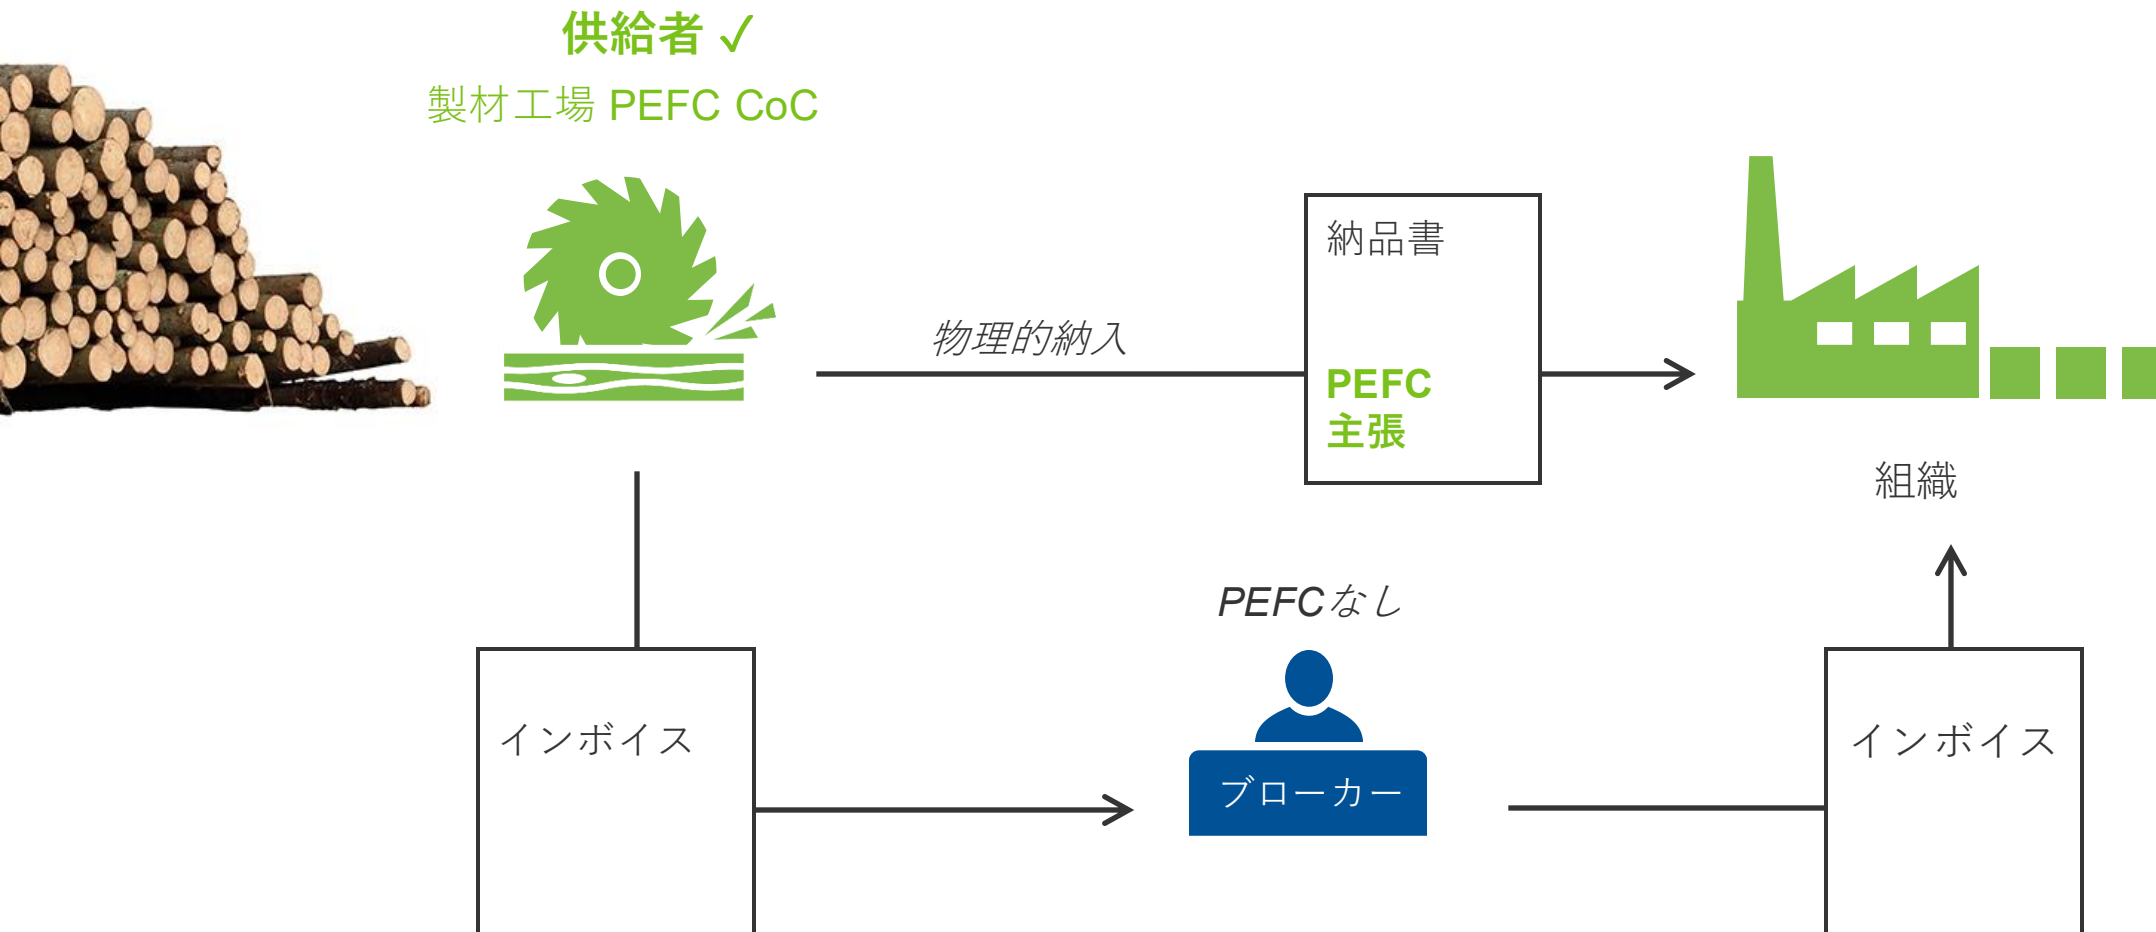 供給者 ✓
製材工場 PEFC CoC
物理的納入
納品書
PEFC
主張
組織
PEFCなし
インボイス
ブローカー
インボイス